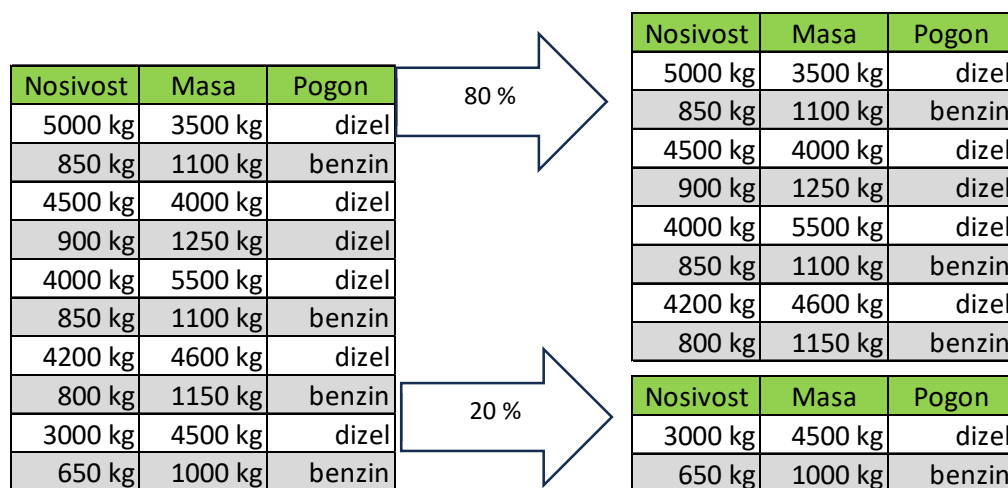 Nosivost Masa Pogon
5000 kg 3500 kg dizel
850 kg 1100 kg benzin
4500 kg 4000 kg dizel
900 kg 1250 kg dizel
4000 kg 5500 kg dizel
850 kg 1100 kg benzin
4200 kg 4600 kg dizel
800 kg 1150 kg benzin
3000 kg 4500 kg dizel
650 kg 1000 kg benzin
80 %
20 %
Nosivost Masa Pogon
5000 kg 3500 kg dizel
850 kg 1100 kg benzin
4500 kg 4000 kg dizel
900 kg 1250 kg dizel
4000 kg 5500 kg dizel
850 kg 1100 kg benzin
4200 kg 4600 kg dizel
800 kg 1150 kg benzin
Nosivost Masa Pogon
3000 kg 4500 kg dizel
650 kg 1000 kg benzin